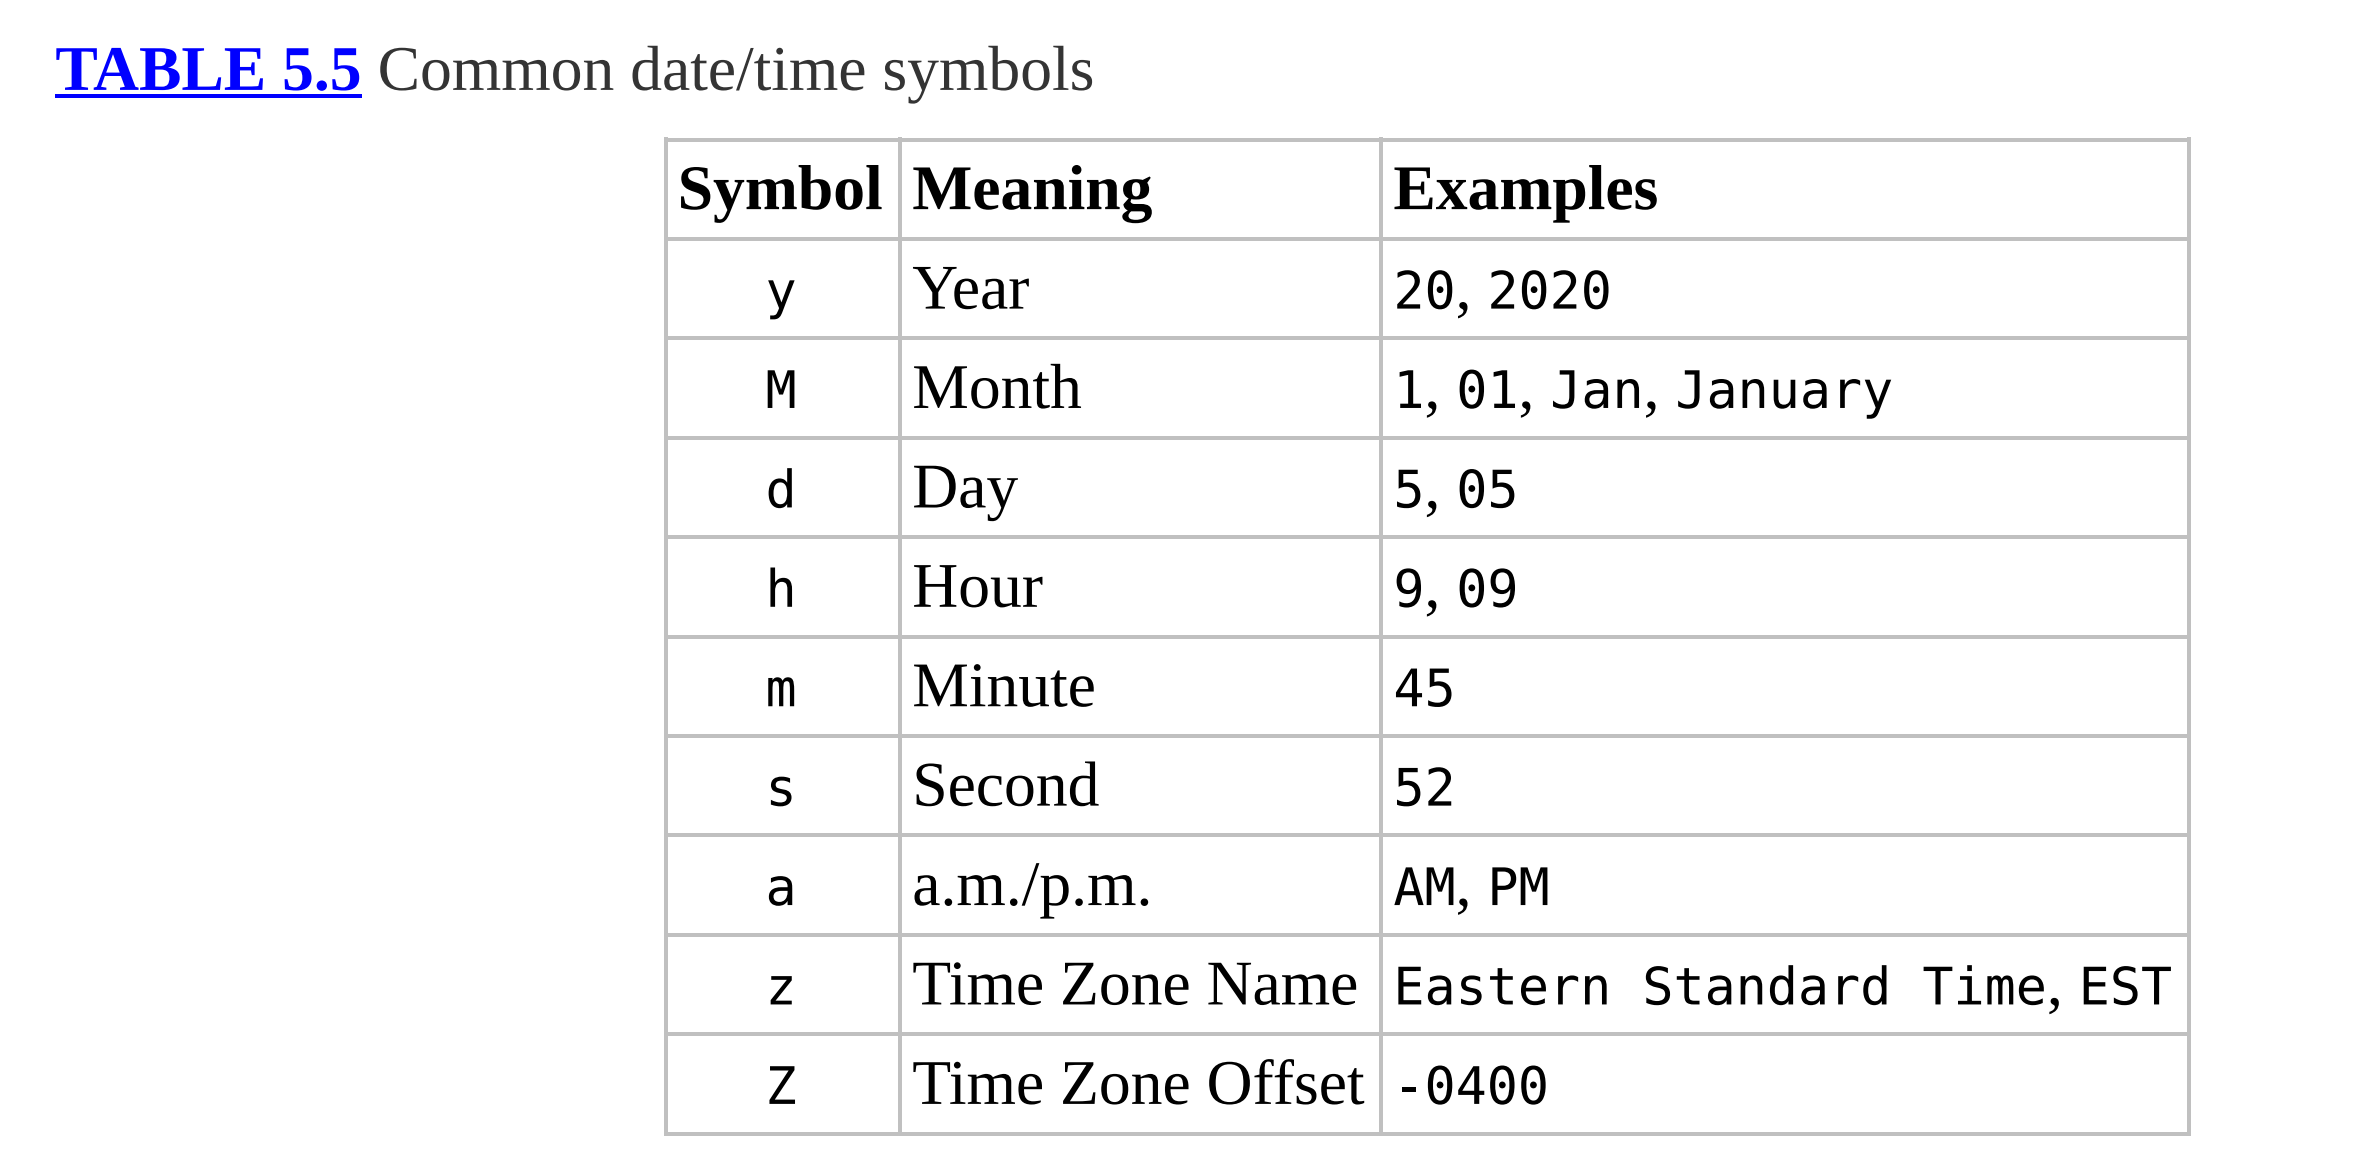 TABLE 5.5 Common date/time symbols
Symbol Meaning Examples
y Year 20, 2020
M Month 1, 01, Jan, January
d Day 5, 05
h Hour 9, 09
m Minute 45
s Second 52
a a.m./p.m. AM, PM
z Time Zone Name Eastern Standard Time, EST
Z Time Zone Offset -0400